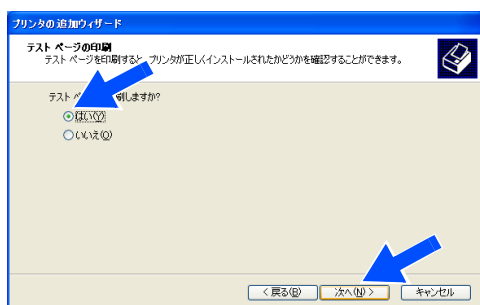 プリンタの追加ウィザード
テスト ページの印刷
テスト ページを印刷すると、プリンタが正しくインストールされたかどうかを確認することができます。
テスト 刷しますか?
はい(Y)
いいえ(O)
< 戻る(B) 次へ(N) > キャンセル